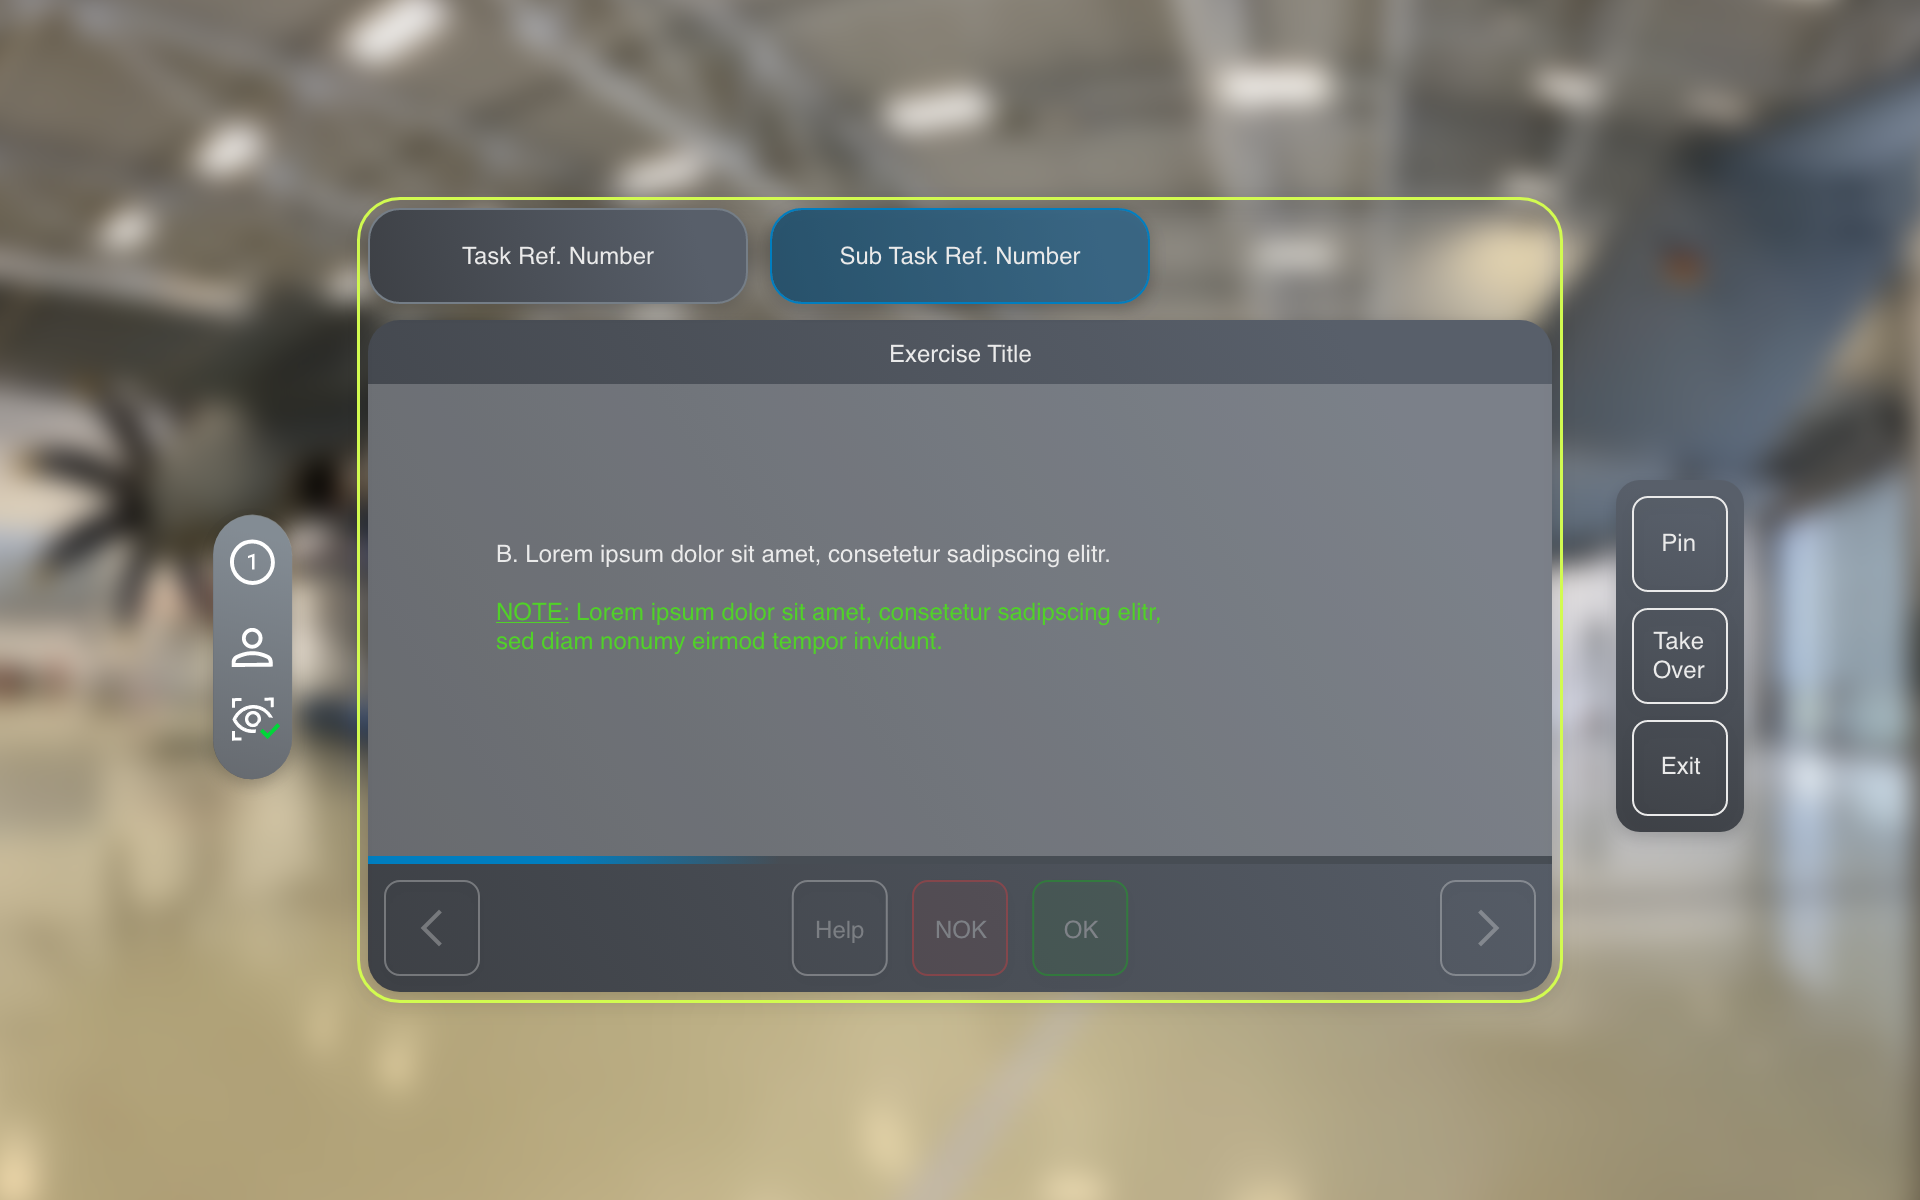 Task Ref. Number
Sub Task Ref. Number
Exercise Title
B. Lorem ipsum dolor sit amet, consetetur sadipscing elitr.
NOTE: Lorem ipsum dolor sit amet, consetetur sadipscing elitr,
sed diam nonumy eirmod tempor invidunt.
1
Pin
Take
Over
Exit
Help
NOK
OK